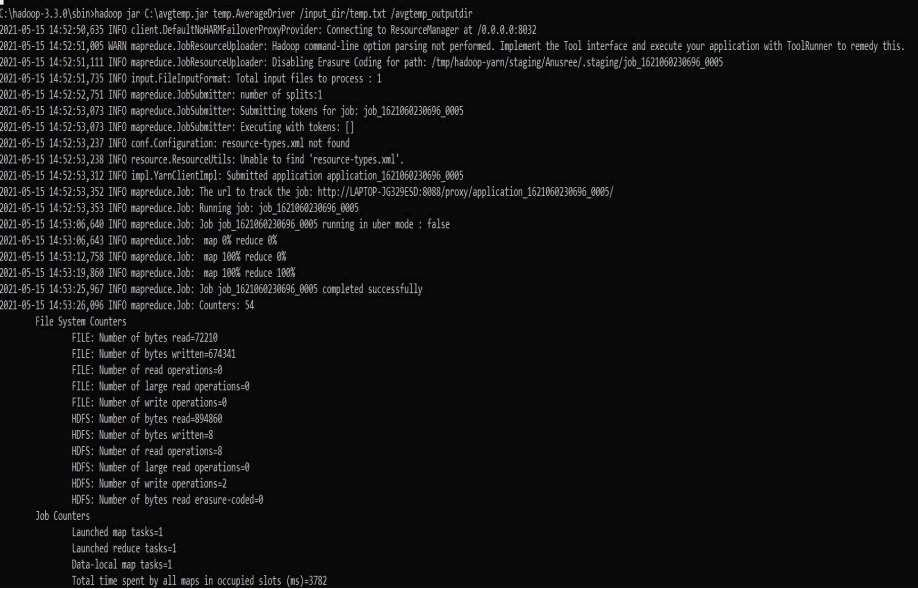 C:\hadoop-3.3.0\sbin>hadoop jar C:\avgtemp.jar temp.AverageDriver /input_dir/temp.txt /avgtemp_outputdir
2021-05-15 14:52:50,635 INFO client.DefaultNoHARMFailoverProxyProvider: Connecting to ResourceManager at /0.0.0.0:8032
2021-05-15 14:52:51,005 WARN mapreduce.JobResourceUploader: Hadoop command-line option parsing not performed. Implement the Tool interface and execute your application with ToolRunner to remedy this.
2021-05-15 14:52:51,111 INFO mapreduce.JobResourceUploader: Disabling Erasure Coding for path: /tmp/hadoop-yarn/staging/Anusree/.staging/job_1621060230696_0005
2021-05-15 14:52:51,735 INFO input.FileInputFormat: Total input files to process : 1
2021-05-15 14:52:52,751 INFO mapreduce.JobSubmitter: number of splits:1
2021-05-15 14:52:53,073 INFO mapreduce.JobSubmitter: Submitting tokens for job: job_1621060230696_0005
2021-05-15 14:52:53,073 INFO mapreduce.JobSubmitter: Executing with tokens: []
2021-05-15 14:52:53,237 INFO conf.Configuration: resource-types.xml not found
2021-05-15 14:52:53,238 INFO resource.ResourceUtils: Unable to find 'resource-types.xml'.
2021-05-15 14:52:53,312 INFO impl.YarnClientImpl: Submitted application application_1621060230696_0005
2021-05-15 14:52:53,352 INFO mapreduce.Job: The url to track the job: http://LAPTOP-JG329ESD:8088/proxy/application_1621060230696_0005/
2021-05-15 14:52:53,353 INFO mapreduce.Job: Running job: job_1621060230696_0005
2021-05-15 14:53:06,640 INFO mapreduce.Job: Job job_1621060230696_0005 running in uber mode : false
2021-05-15 14:53:06,643 INFO mapreduce.Job:  map 0% reduce 0%
2021-05-15 14:53:12,758 INFO mapreduce.Job:  map 100% reduce 0%
2021-05-15 14:53:19,860 INFO mapreduce.Job:  map 100% reduce 100%
2021-05-15 14:53:25,967 INFO mapreduce.Job: Job job_1621060230696_0005 completed successfully
2021-05-15 14:53:26,096 INFO mapreduce.Job: Counters: 54
File System Counters
FILE: Number of bytes read=72210
FILE: Number of bytes written=674341
FILE: Number of read operations=0
FILE: Number of large read operations=0
FILE: Number of write operations=0
HDFS: Number of bytes read=894860
HDFS: Number of bytes written=8
HDFS: Number of read operations=8
HDFS: Number of large read operations=0
HDFS: Number of write operations=2
HDFS: Number of bytes read erasure-coded=0
Job Counters
Launched map tasks=1
Launched reduce tasks=1
Data-local map tasks=1
Total time spent by all maps in occupied slots (ms)=3782